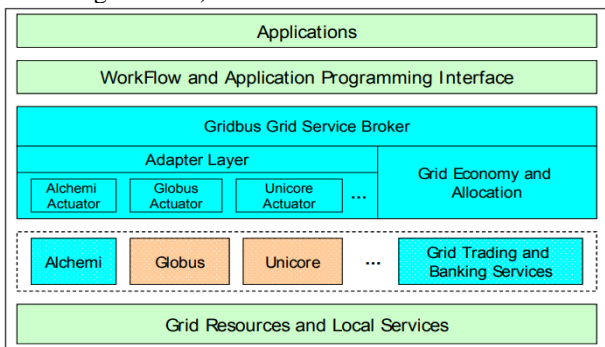 Applications
WorkFlow and Application Programming Interface
Gridbus Grid Service Broker
Adapter Layer
Alchemi
Actuator
Globus
Actuator
Unicore
Actuator
...
Grid Economy and
Allocation
Alchemi
Globus
Unicore
...
Grid Trading and
Banking Services
Grid Resources and Local Services